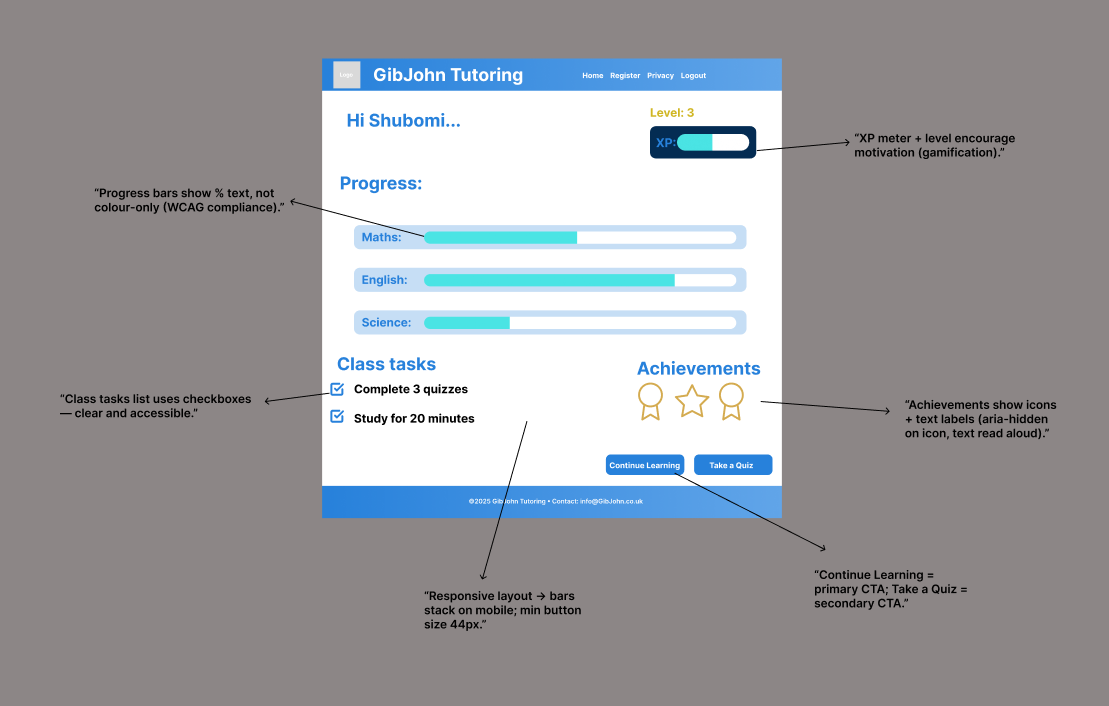 Logo
GibJohn Tutoring
Home Register Privacy Logout
Hi Shubomi...
Level: 3
XP:
“XP meter + level encourage
motivation (gamification).”
Progress:
“Progress bars show % text, not
colour-only (WCAG compliance).”
Maths:
English:
Science:
Class tasks
Complete 3 quizzes
Study for 20 minutes
“Class tasks list uses checkboxes
— clear and accessible.”
Achievements
“Achievements show icons
+ text labels (aria-hidden
on icon, text read aloud).”
Continue Learning
Take a Quiz
©2025 GibJohn Tutoring • Contact: info@GibJohn.co.uk
“Responsive layout → bars
stack on mobile; min button
size 44px.”
“Continue Learning =
primary CTA; Take a Quiz =
secondary CTA.”